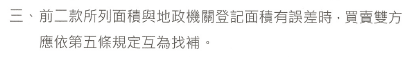 三、前二款所列面積與地政機關登記面積有誤差時，買賣雙方
應依第五條規定互為找補。